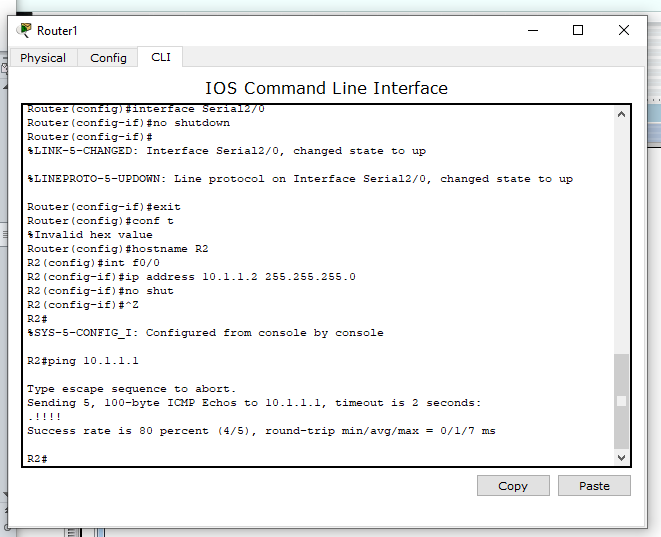 Router1
Physical Config CLI
IOS Command Line Interface
Router(config)#interface Serial2/0
Router(config-if)#no shutdown
Router(config-if)#
%LINK-5-CHANGED: Interface Serial2/0, changed state to up
%LINEPROTO-5-UPDOWN: Line protocol on Interface Serial2/0, changed state to up
Router(config-if)#exit
Router(config)#conf t
%Invalid hex value
Router(config)#hostname R2
R2(config)#int f0/0
R2(config-if)#ip address 10.1.1.2 255.255.255.0
R2(config-if)#no shut
R2(config-if)#^Z
R2#
%SYS-5-CONFIG_I: Configured from console by console
R2#ping 10.1.1.1
Type escape sequence to abort.
Sending 5, 100-byte ICMP Echos to 10.1.1.1, timeout is 2 seconds:
.!!!!
Success rate is 80 percent (4/5), round-trip min/avg/max = 0/1/7 ms
R2#
Copy Paste